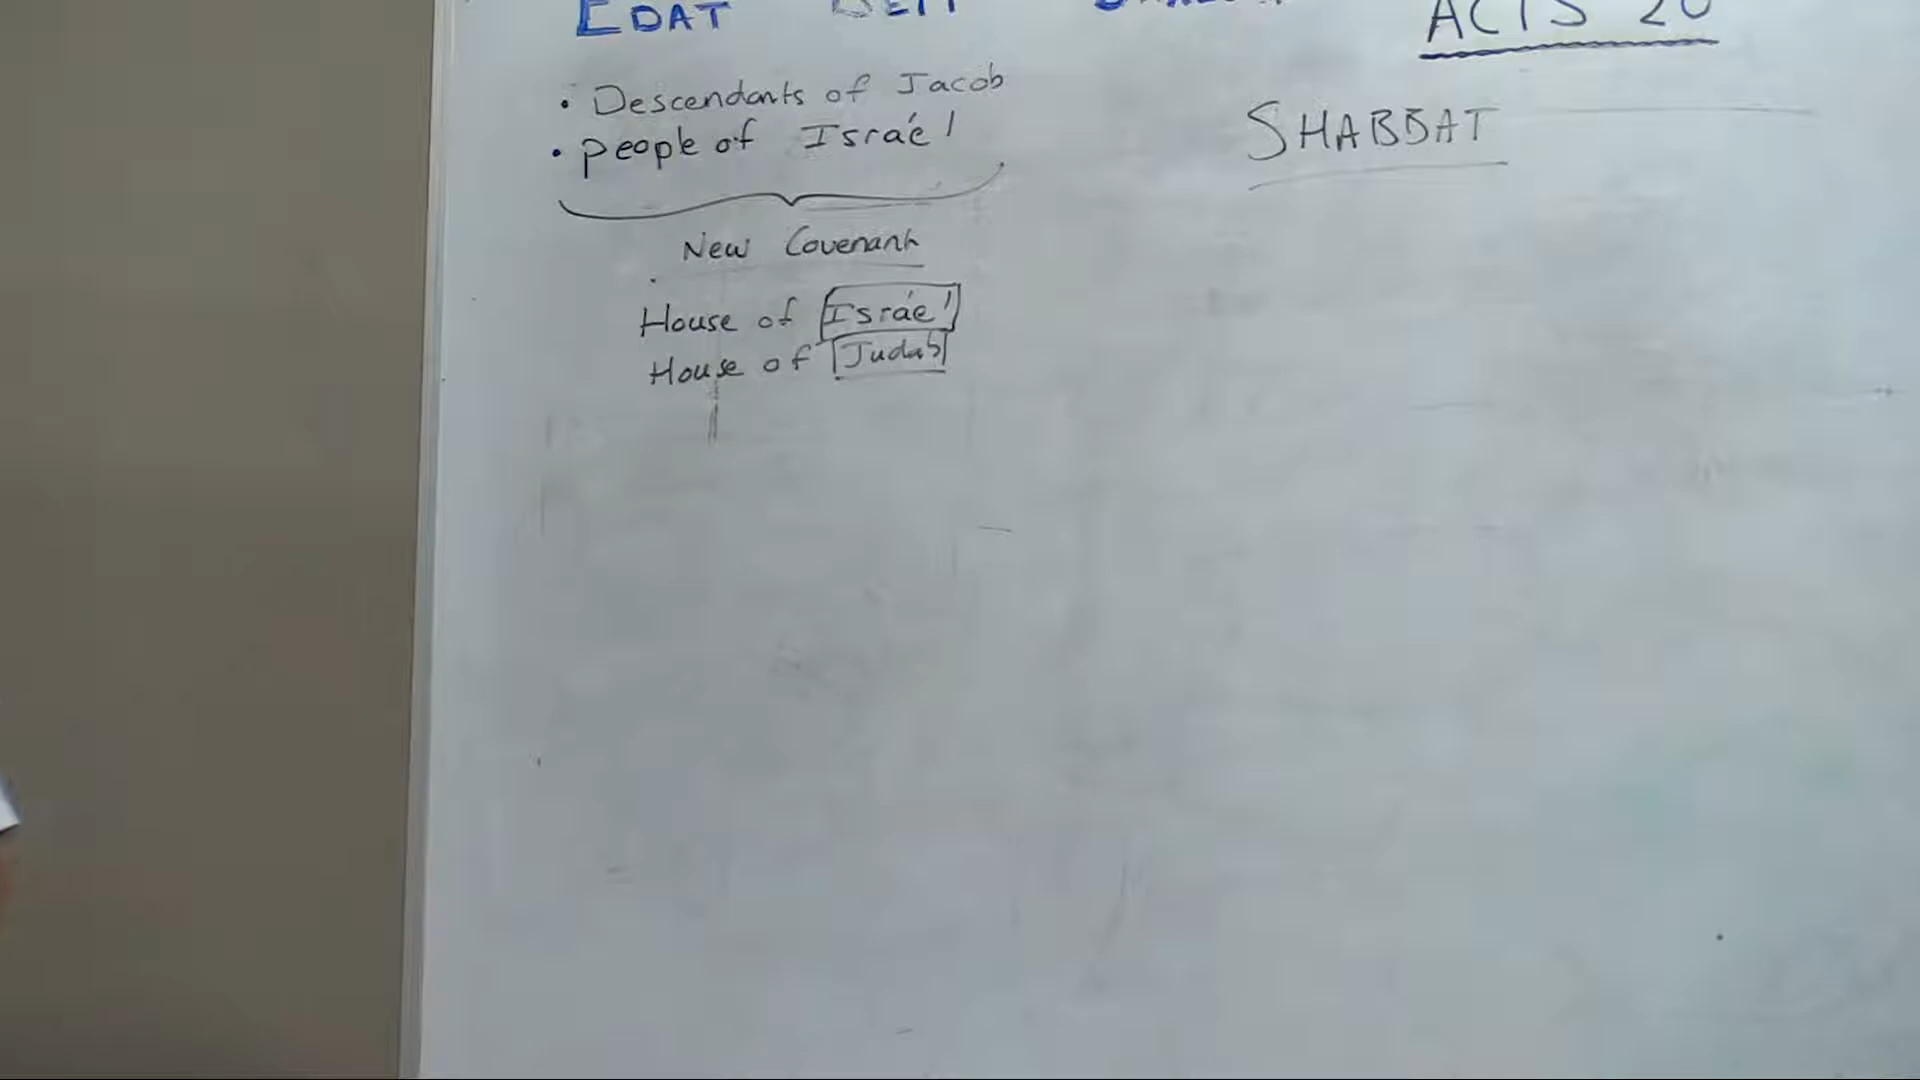 EDAT BEIT
ACTS 20
• Descendants of Jacob
• people of Israel
SHABBAT
New Covenant
House of Israel
House of Judah